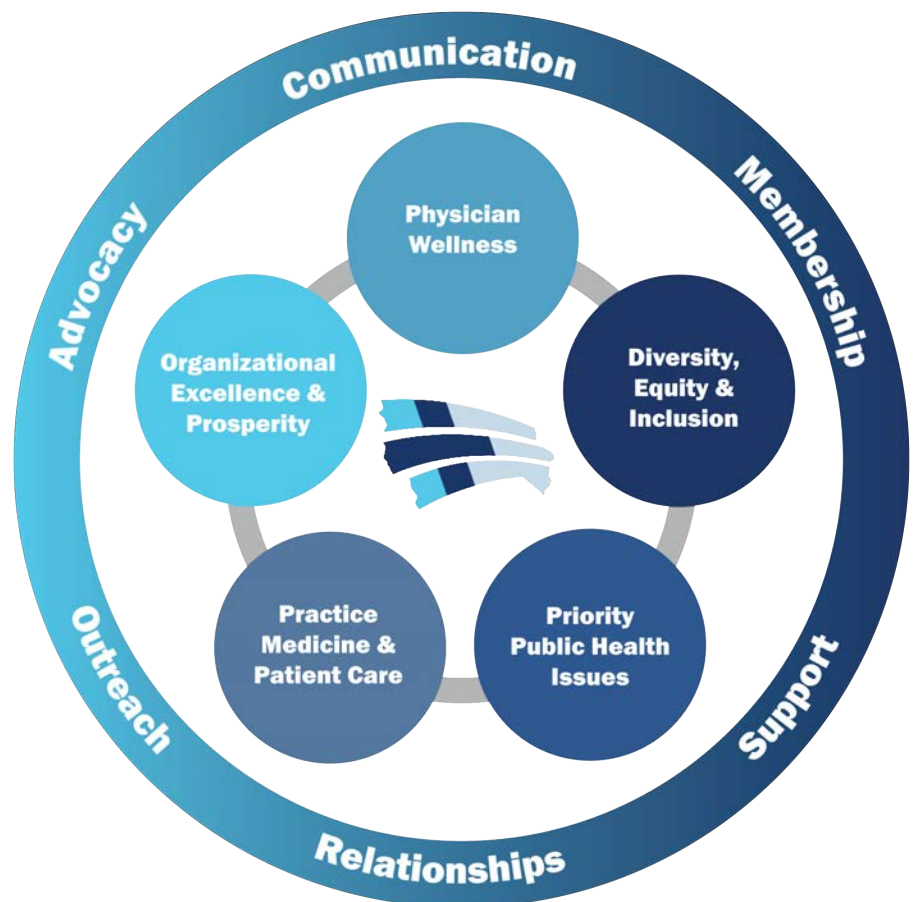 Communication
Membership
Support
Relationships
Outreach
Advocacy
Physician
Wellness
Diversity,
Equity &
Inclusion
Priority
Public Health
Issues
Practice
Medicine &
Patient Care
Organizational
Excellence &
Prosperity